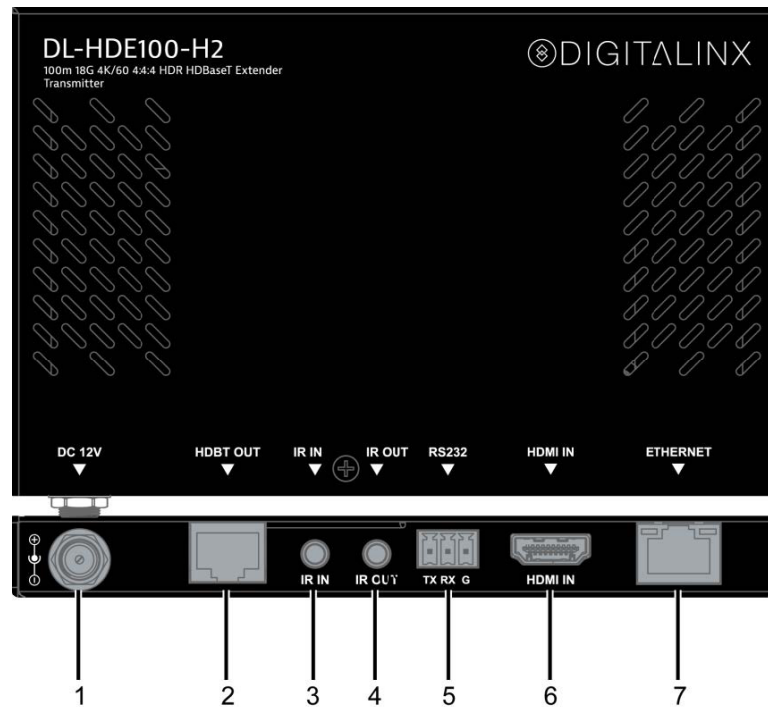 DL-HDE100-H2
100m 18G 4K/60 4:4:4 HDR HDBaseT Extender
Transmitter
DIGITALINX
DC 12V HDBT OUT IR IN IR OUT RS232 HDMI IN ETHERNET
IR IN IR OUT TX RX G HDMI IN
1 2 3 4 5 6 7